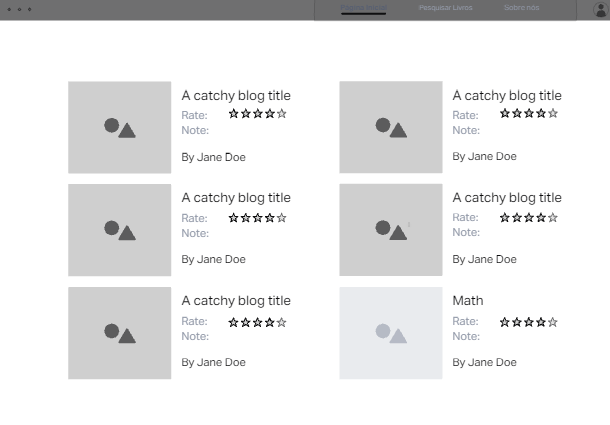 Página Inicial
Pesquisar Livros
Sobre nós
A catchy blog title
Rate:
Note:
By Jane Doe
A catchy blog title
Rate:
Note:
By Jane Doe
A catchy blog title
Rate:
Note:
By Jane Doe
A catchy blog title
Rate:
Note:
By Jane Doe
A catchy blog title
Rate:
Note:
By Jane Doe
Math
Rate:
Note:
By Jane Doe